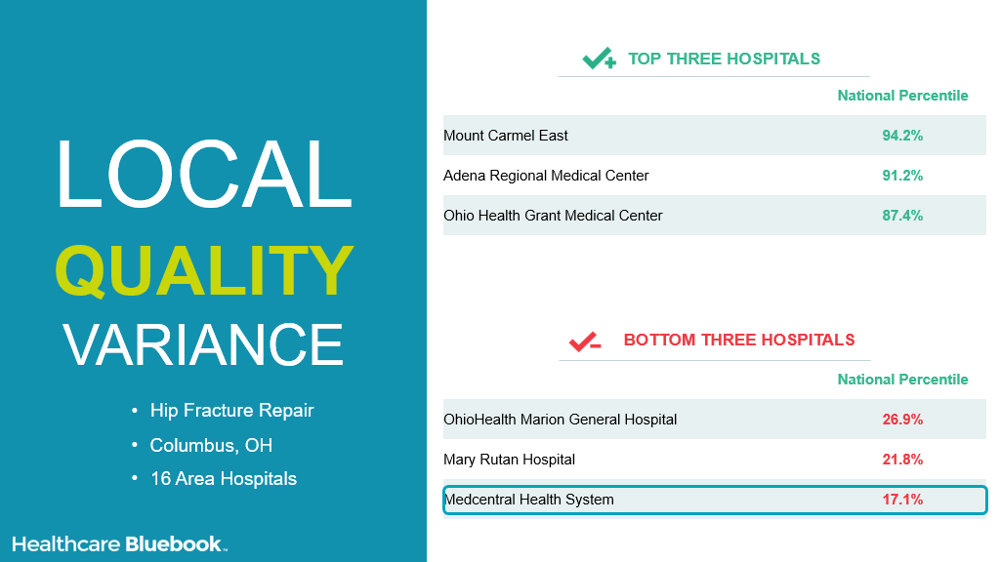 LOCAL
QUALITY
VARIANCE
• Hip Fracture Repair
• Columbus, OH
• 16 Area Hospitals
Healthcare Bluebook™
TOP THREE HOSPITALS
National Percentile
Mount Carmel East 94.2%
Adena Regional Medical Center 91.2%
Ohio Health Grant Medical Center 87.4%
BOTTOM THREE HOSPITALS
National Percentile
OhioHealth Marion General Hospital 26.9%
Mary Rutan Hospital 21.8%
Medcentral Health System 17.1%